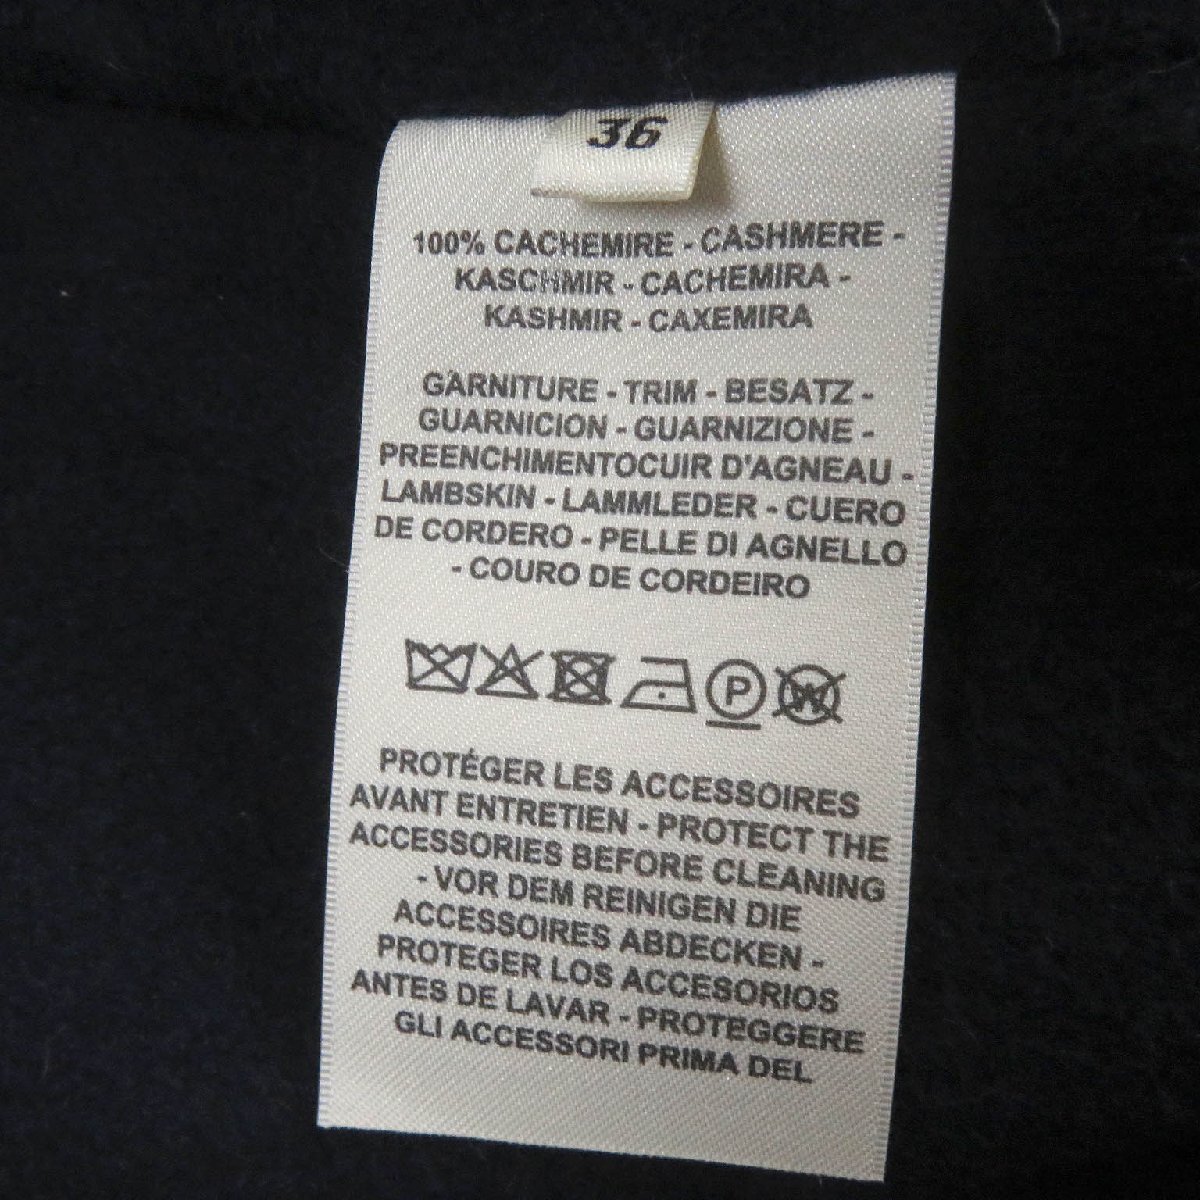 36
100% CACHEMIRE - CASHMERE -
KASCHMIR - CACHEMIRA -
KASHMIR - CAXEMIRA
GARNITURE - TRIM - BESATZ -
GUARNICION - GUARNIZIONE -
PREENCHIMENTOCUIR D'AGNEAU -
LAMBSKIN - LAMMLEDER - CUERO
DE CORDERO - PELLE DI AGNELLO
- COURO DE CORDEIRO
P W
PROTÉGER LES ACCESSOIRES
AVANT ENTRETIEN - PROTECT THE
ACCESSORIES BEFORE CLEANING
- VOR DEM REINIGEN DIE
ACCESSOIRES ABDECKEN -
PROTEGER LOS ACCESORIOS
ANTES DE LAVAR - PROTEGGERE
GLI ACCESSORI PRIMA DEL